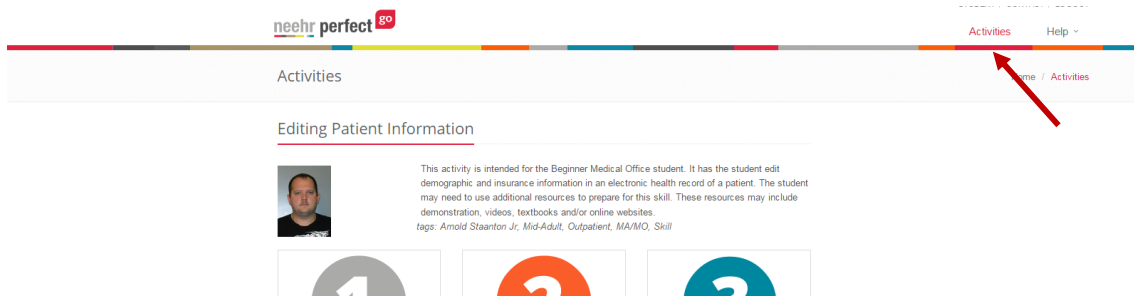 neehr perfect go
Activities Help
Activities
Home / Activities
Editing Patient Information
This activity is intended for the Beginner Medical Office student. It has the student edit
demographic and insurance information in an electronic health record of a patient. The student
may need to use additional resources to prepare for this skill. These resources may include
demonstration, videos, textbooks and/or online websites.
tags: Arnold Staanton Jr, Mid-Adult, Outpatient, MA/MO, Skill
1 2 3